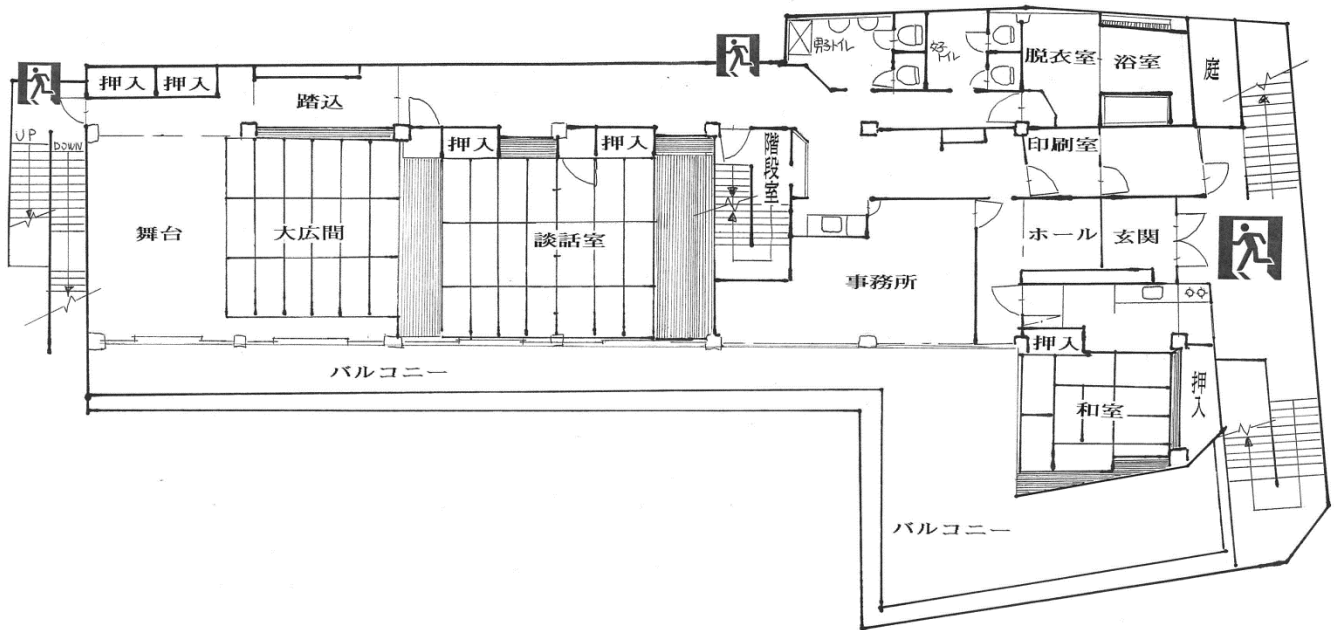 男子トイレ
女子トイレ
脱衣室
浴室
庭
押入
押入
踏込
UP
DOWN
押入
押入
階段室
印刷室
舞台
大広間
談話室
ホール
玄関
事務所
押入
バルコニー
和室
押入
バルコニー